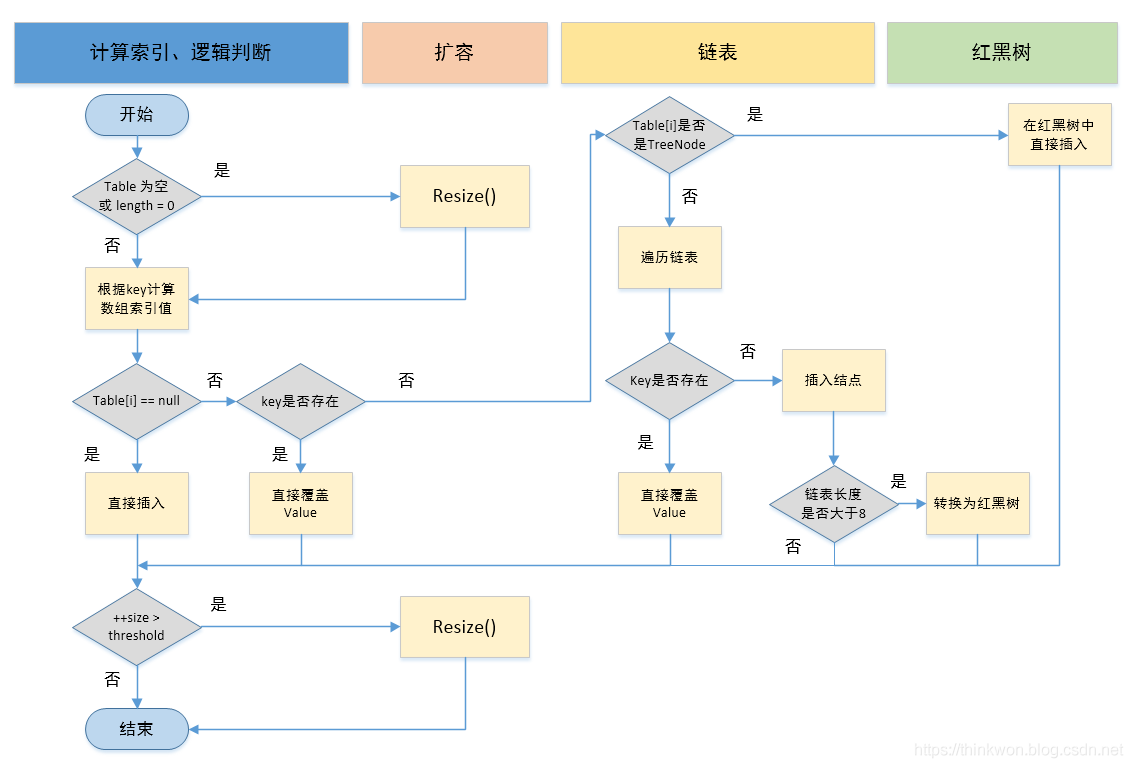 计算索引、逻辑判断
扩容
链表
红黑树
开始
Table 为空
或 length = 0
是
否
Resize()
根据key计算
数组索引值
Table[i] == null
否
是
key是否存在
否
是
直接插入
直接覆盖
Value
Table[i]是否
是TreeNode
是
否
在红黑树中
直接插入
遍历链表
Key是否存在
否
是
插入结点
直接覆盖
Value
链表长度
是否大于8
是
否
转换为红黑树
++size >
threshold
是
否
Resize()
结束
https://thinkwon.blog.csdn.net